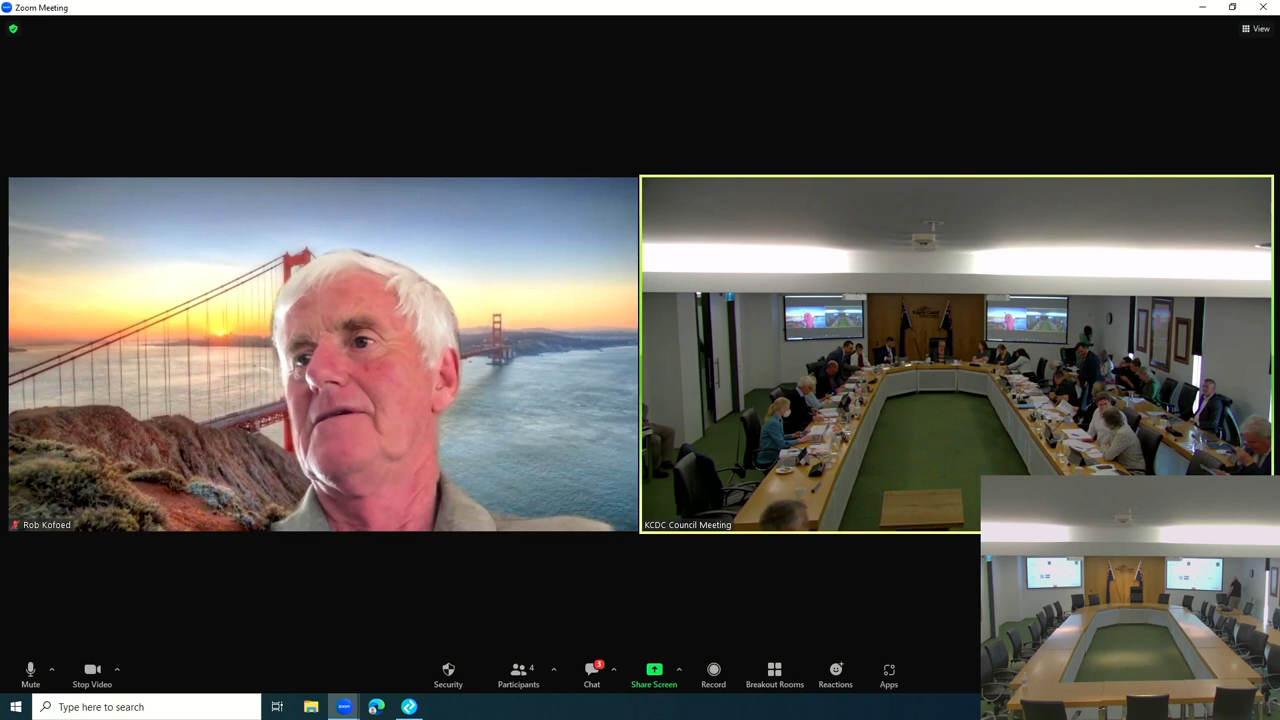 Zoom Meeting
View
Rob Kofoed
KCDC Council Meeting
Mute
Stop Video
Security
4
Participants
3
Chat
Share Screen
Record
Breakout Rooms
Reactions
Apps
zoom
Type here to search